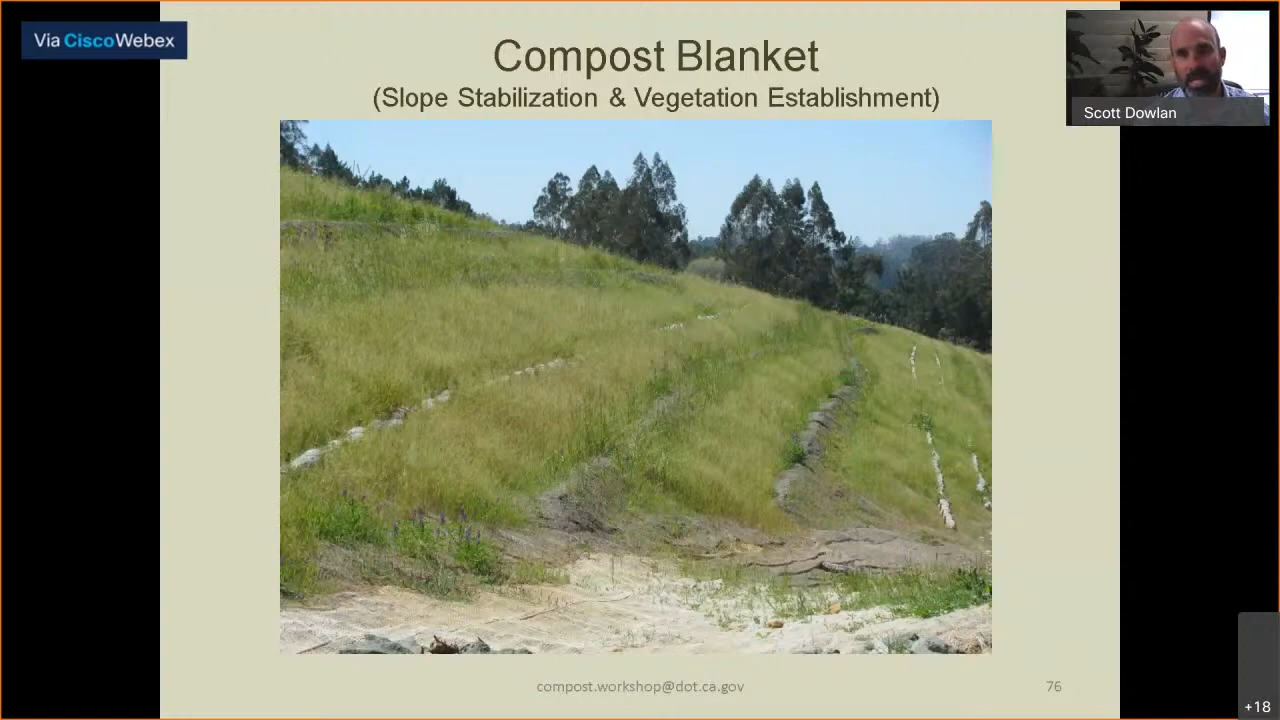 Via CiscoWebex
Compost Blanket
(Slope Stabilization & Vegetation Establishment)
Scott Dowlan
compost.workshop@dot.ca.gov
76
+18